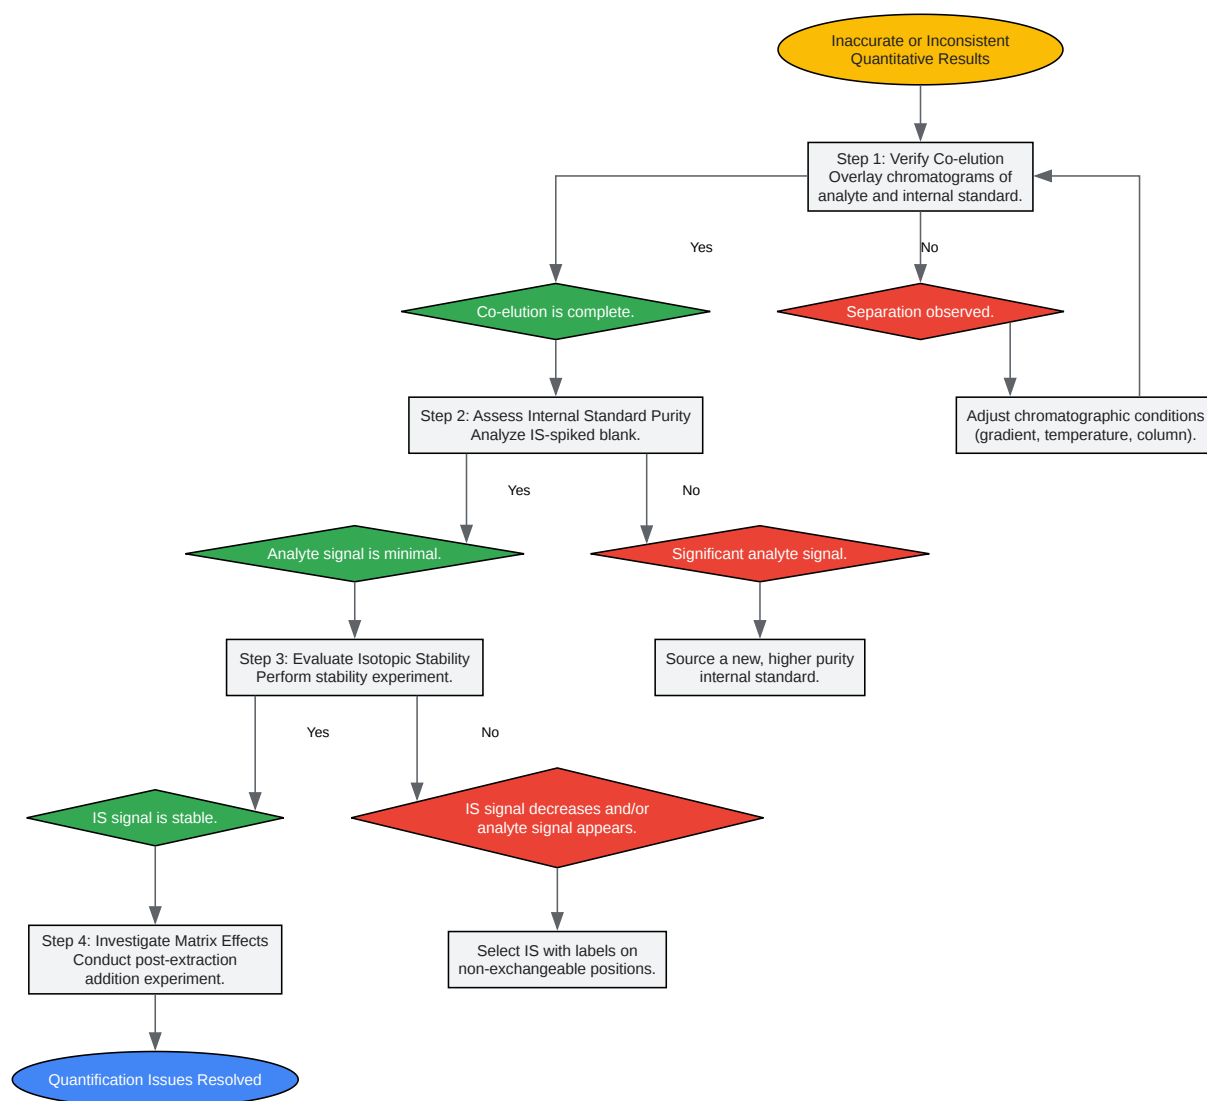 Inaccurate or Inconsistent
Quantitative Results
Step 1: Verify Co-elution
Overlay chromatograms of
analyte and internal standard.
Yes
No
Co-elution is complete.
Separation observed.
Step 2: Assess Internal Standard Purity
Analyze IS-spiked blank.
Adjust chromatographic conditions
(gradient, temperature, column).
Yes
No
Analyte signal is minimal.
Significant analyte signal.
Step 3: Evaluate Isotopic Stability
Perform stability experiment.
Source a new, higher purity
internal standard.
Yes
No
IS signal is stable.
IS signal decreases and/or
analyte signal appears.
Step 4: Investigate Matrix Effects
Conduct post-extraction
addition experiment.
Select IS with labels on
non-exchangeable positions.
Quantification Issues Resolved